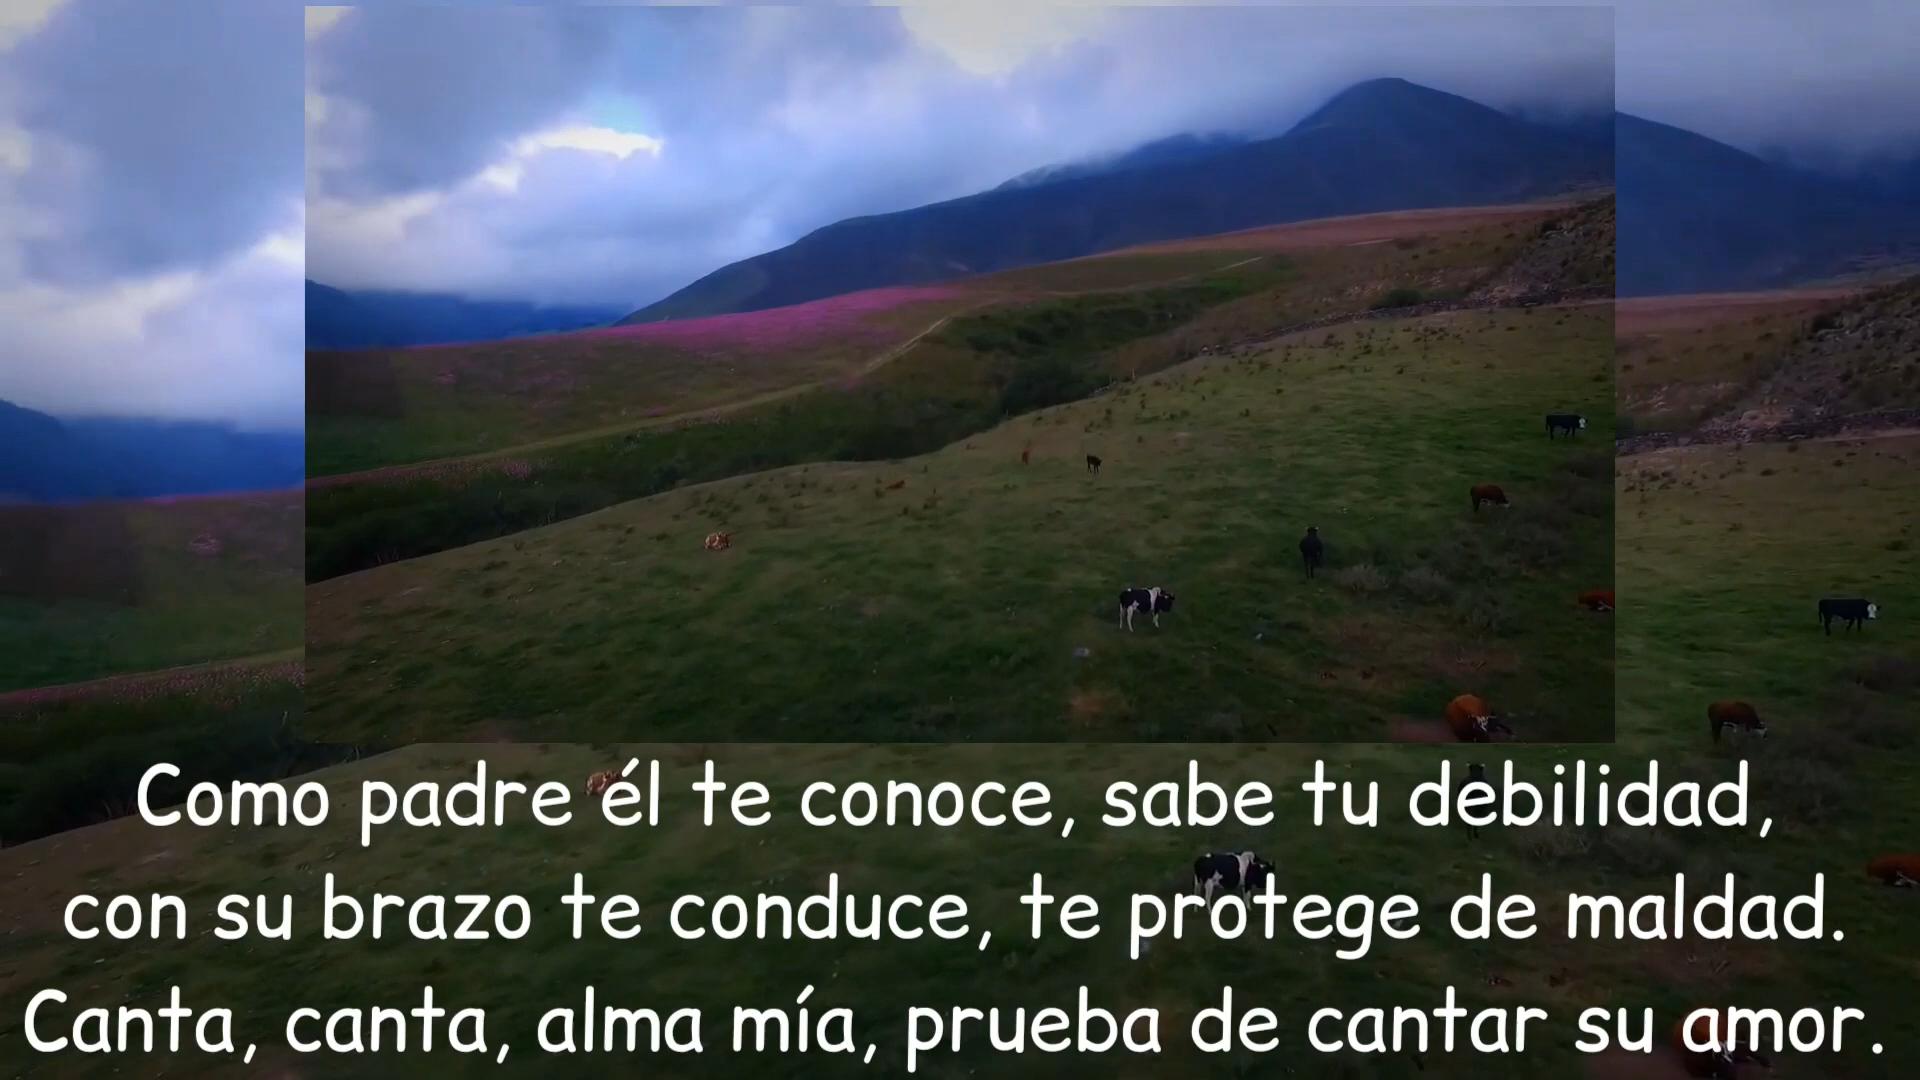 Como padre él te conoce, sabe tu debilidad,
con su brazo te conduce, te protege de maldad.
Canta, canta, alma mía, prueba de cantar su amor.